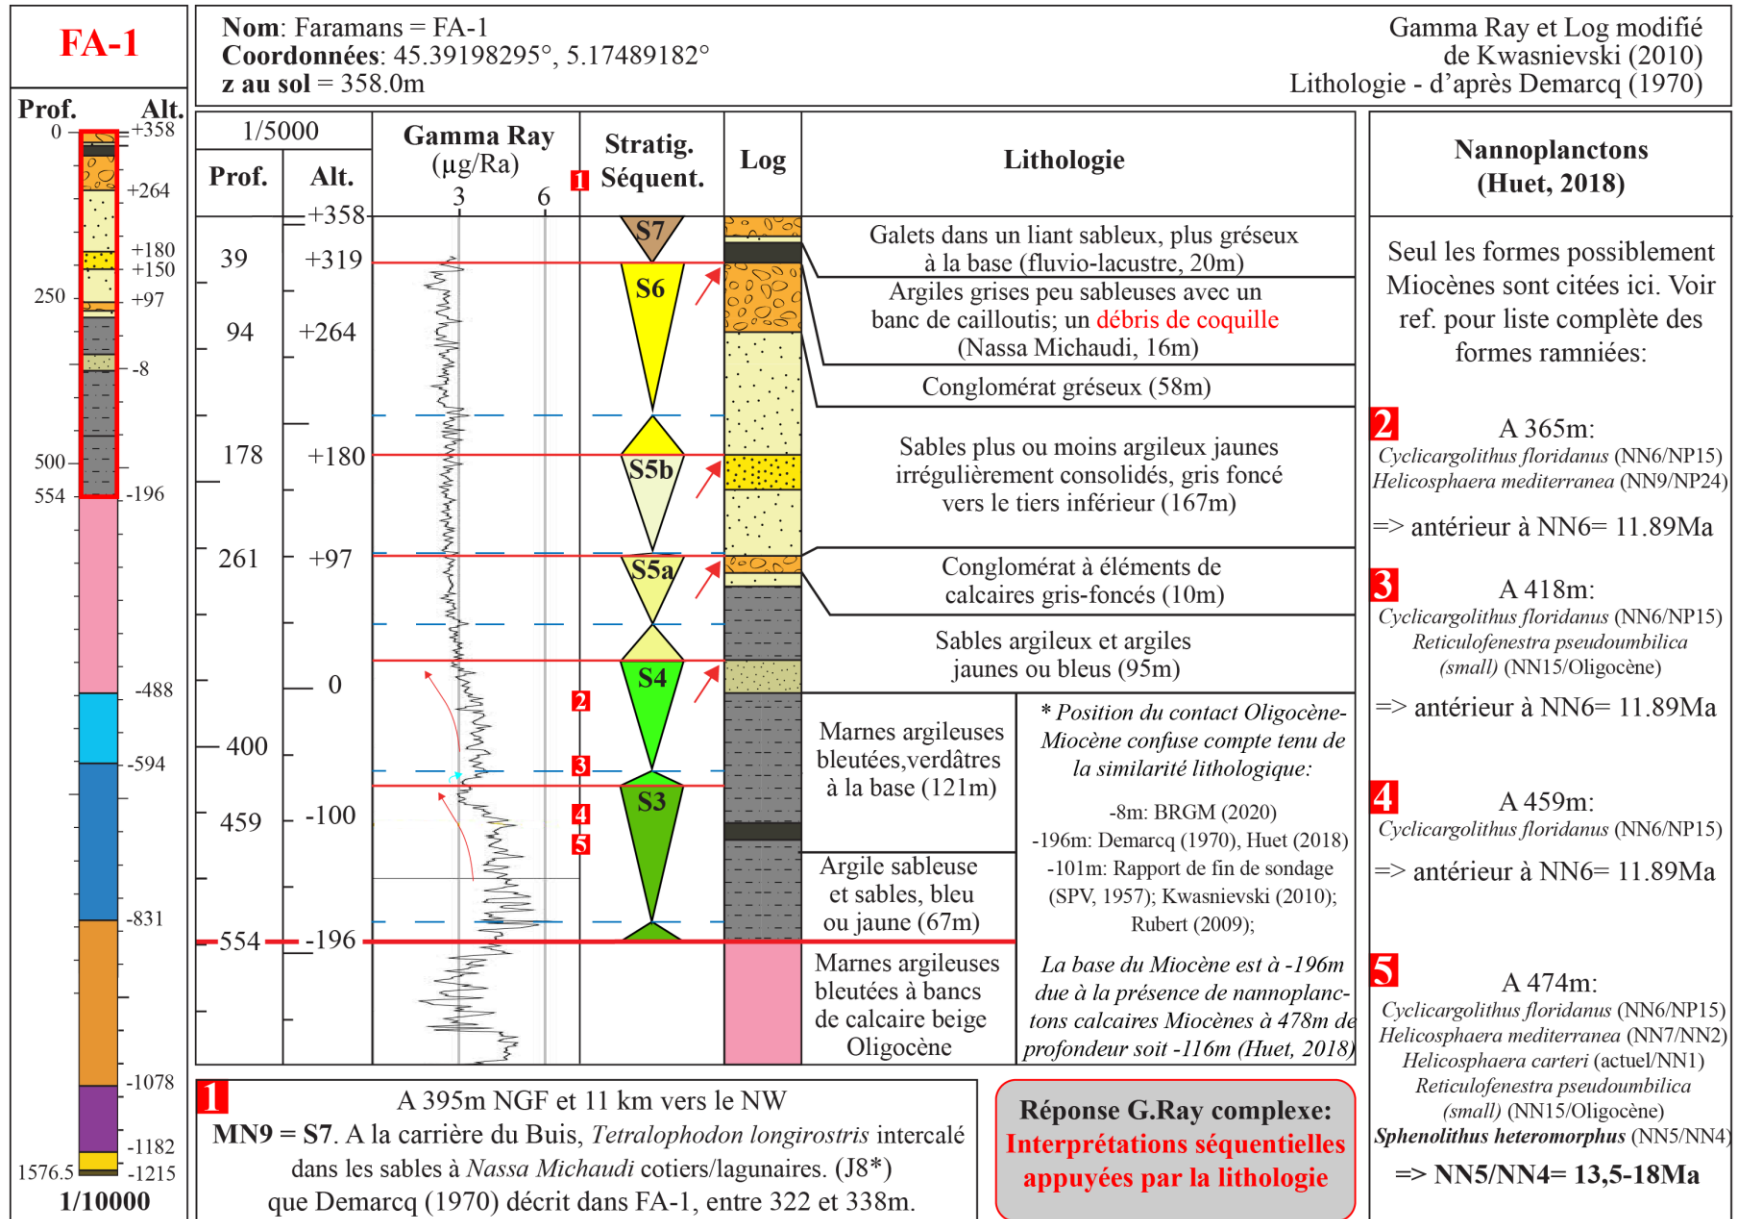 FA-1
Nom: Faramans = FA-1
Coordonnées: 45.39198295°, 5.17489182°
z au sol = 358.0m
Gamma Ray et Log modifié
de Kwasnievski (2010)
Lithologie - d'après Demarcq (1970)
Prof. Alt.
0
+358
+264
+180
+150
250
+97
-8
500
554
-196
-488
-594
-831
-1078
-1182
1576.5
-1215
1/10000
1/5000
Prof. Alt.
Gamma Ray
(µg/Ra)
3 6
1
Stratig.
Séquent.
Log
Lithologie
+358
39 +319
94 +264
178 +180
261 +97
0
400
459 -100
554 -196
S7
S6
S5b
S5a
S4
S3
2
3
4
5
Galets dans un liant sableux, plus gréseux
à la base (fluvio-lacustre, 20m)
Argiles grises peu sableuses avec un
banc de cailloutis; un débris de coquille
(Nassa Michaudi, 16m)
Conglomérat gréseux (58m)
Sables plus ou moins argileux jaunes
irrégulièrement consolidés, gris foncé
vers le tiers inférieur (167m)
Conglomérat à éléments de
calcaires gris-foncés (10m)
Sables argileux et argiles
jaunes ou bleus (95m)
Marnes argileuses
bleutées,verdâtres
à la base (121m)
Argile sableuse
et sables, bleu
ou jaune (67m)
Marnes argileuses
bleutées à bancs
de calcaire beige
Oligocène
* Position du contact Oligocène-
Miocène confuse compte tenu de
la similarité lithologique:
-8m: BRGM (2020)
-196m: Demarcq (1970), Huet (2018)
-101m: Rapport de fin de sondage
(SPV, 1957); Kwasnievski (2010);
Rubert (2009);
La base du Miocène est à -196m
due à la présence de nannoplanc-
tons calcaires Miocènes à 478m de
profondeur soit -116m (Huet, 2018)
Nannoplanctons
(Huet, 2018)
Seul les formes possiblement
Miocènes sont citées ici. Voir
ref. pour liste complète des
formes ramniées:
2
A 365m:
Cyclicargolithus floridanus (NN6/NP15)
Helicosphaera mediterranea (NN9/NP24)
=> antérieur à NN6= 11.89Ma
3
A 418m:
Cyclicargolithus floridanus (NN6/NP15)
Reticulofenestra pseudoumbilica
(small) (NN15/Oligocène)
=> antérieur à NN6= 11.89Ma
4
A 459m:
Cyclicargolithus floridanus (NN6/NP15)
=> antérieur à NN6= 11.89Ma
5
A 474m:
Cyclicargolithus floridanus (NN6/NP15)
Helicosphaera mediterranea (NN7/NN2)
Helicosphaera carteri (actuel/NN1)
Reticulofenestra pseudoumbilica
(small) (NN15/Oligocène)
Sphenolithus heteromorphus (NN5/NN4)
=> NN5/NN4= 13,5-18Ma
1
A 395m NGF et 11 km vers le NW
MN9 = S7. A la carrière du Buis, Tetralophodon longirostris intercalé
dans les sables à Nassa Michaudi cotiers/lagunaires. (J8*)
que Demarcq (1970) décrit dans FA-1, entre 322 et 338m.
Réponse G.Ray complexe:
Interprétations séquentielles
appuyées par la lithologie